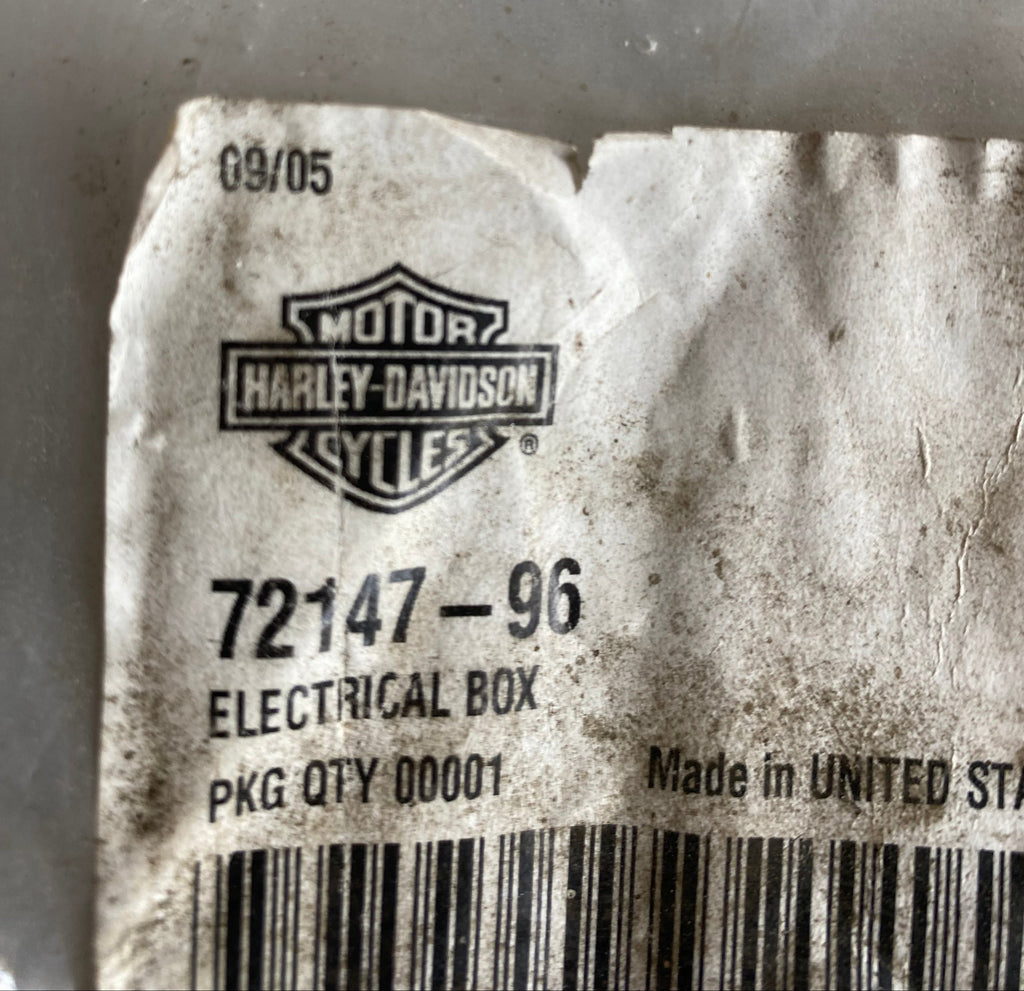 09/05
MOTOR
HARLEY-DAVIDSON
CYCLES ®
72147-96
ELECTRICAL BOX
PKG QTY 00001
Made in UNITED STA